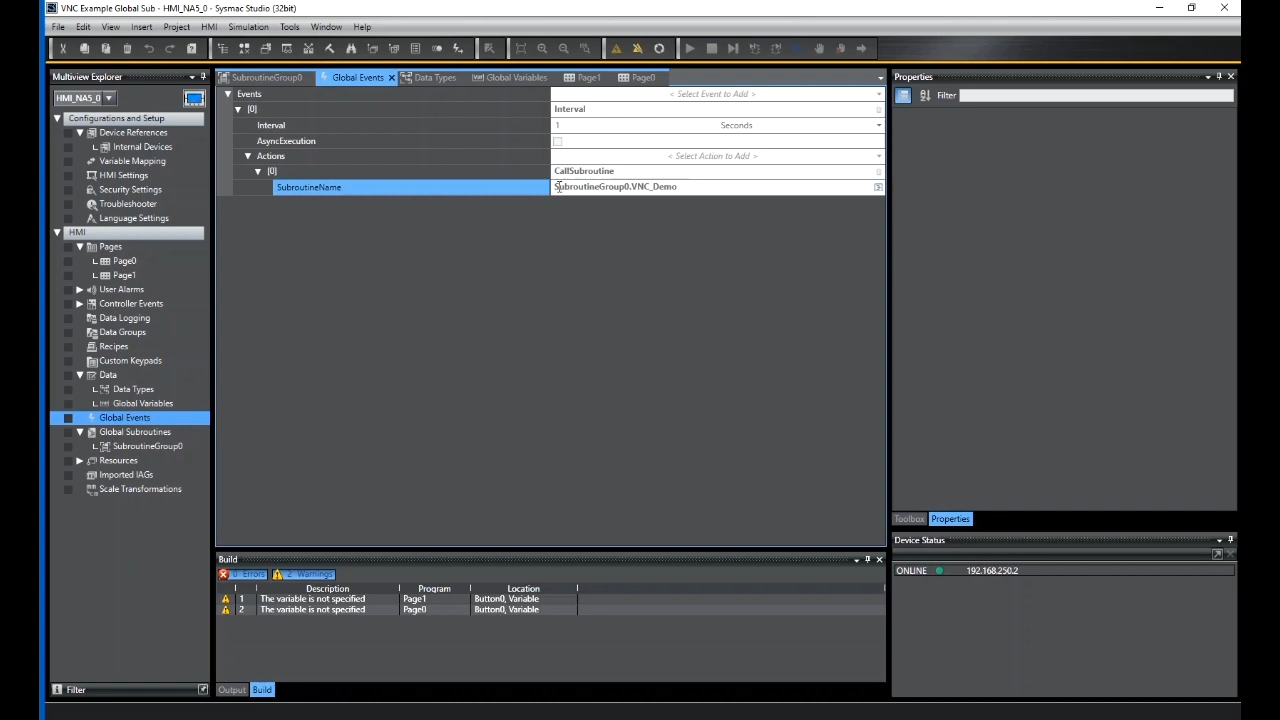 VNC Example Global Sub - HMI_NA5_0 - Sysmac Studio (32bit)
File Edit View Insert Project HMI Simulation Tools Window Help
Multiview Explorer
HMI_NA5_0
Configurations and Setup
Device References
Internal Devices
Variable Mapping
HMI Settings
Security Settings
Troubleshooter
Language Settings
HMI
Pages
Page0
Page1
User Alarms
Controller Events
Data Logging
Data Groups
Recipes
Custom Keypads
Data
Data Types
Global Variables
Global Events
Global Subroutines
SubroutineGroup0
Resources
Imported IAGs
Scale Transformations
Filter
SubroutineGroup0 Global Events Data Types Global Variables Page1 Page0
Events < Select Event to Add >
[0] Interval
Interval 1 Seconds
AsyncExecution
Actions < Select Action to Add >
[0] CallSubroutine
SubroutineName SubroutineGroup0.VNC_Demo
Build
0 Errors 2 Warnings
Description Program Location
1 The variable is not specified Page1 Button0, Variable
2 The variable is not specified Page0 Button0, Variable
Output Build
Properties
Filter
Toolbox Properties
Device Status
ONLINE 192.168.250.2